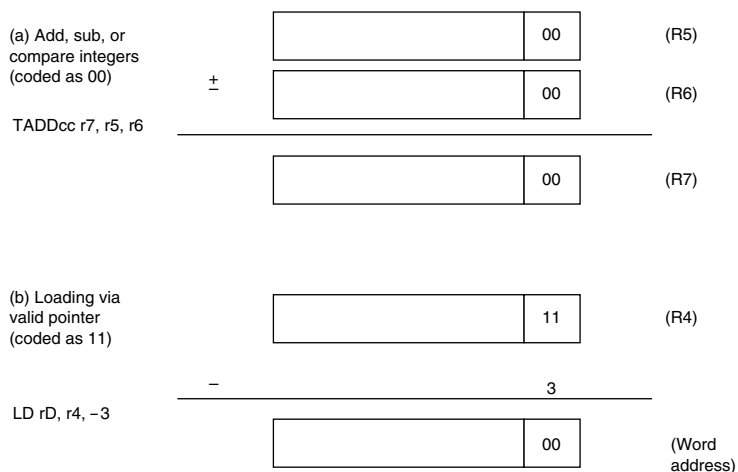 (a) Add, sub, or
compare integers
(coded as 00)
TADDcc r7, r5, r6
00
(R5)
±
00
(R6)
00
(R7)
(b) Loading via
valid pointer
(coded as 11)
LD rD, r4, −3
11
(R4)
−
3
00
(Word
address)